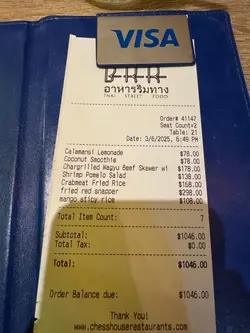 VISA
อาหารริมทาง
THAI STREET FOOD
Order# 41142
Seat Count=2
Table: 21
Date: 3/6/2025, 6:49 PM
Calamansi Lemonade $78.00
Coconut Smoothie $78.00
Chargrilled Wagyu Beef Skewer wi $178.00
Shrimp Pomelo Salad $138.00
Crabmeat Fried Rice $168.00
fried red snapper $298.00
mango sticy rice $108.00
Total Item Count: 7
Subtotal: $1046.00
Total Tax: $0.00
Total: $1046.00
Order Balance due: $1046.00
Thank You:
www.chesshouserestaurants.com